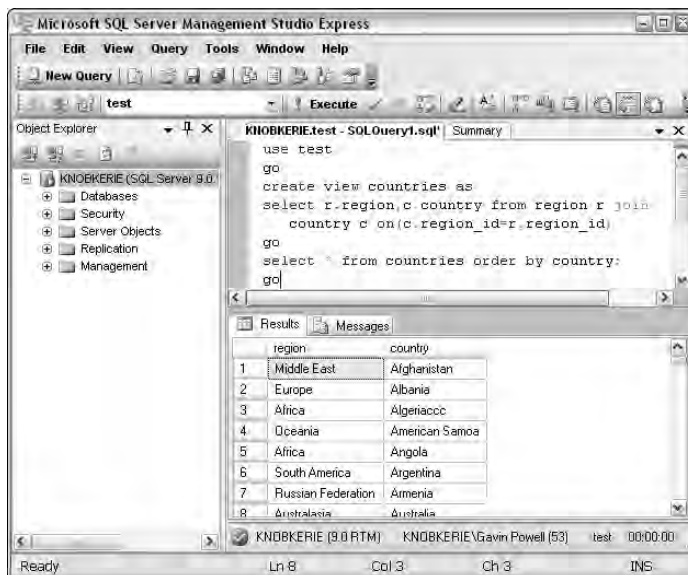 Microsoft SQL Server Management Studio Express
File Edit View Query Tools Window Help
New Query
test Execute
Object Explorer
KNOBKERIE.test - SQLQuery1.sql* Summary
KNOBKERIE (SQL Server 9.0.
Databases
Security
Server Objects
Replication
Management
use test
go
create view countries as
select r.region,c.country from region r join
country c on(c.region_id=r.region_id)
go
select * from countries order by country;
go
Results Messages
region country
1 Middle East Afghanistan
2 Europe Albania
3 Africa Algeriaccc
4 Oceania American Samoa
5 Africa Angola
6 South America Argentina
7 Russian Federation Armenia
8 Australasia Australia
KNOBKERIE (9.0 RTM) KNOBKERIE\Gavin Powell (53) test 00:00:00
Ready Ln 8 Col 3 Ch 3 INS